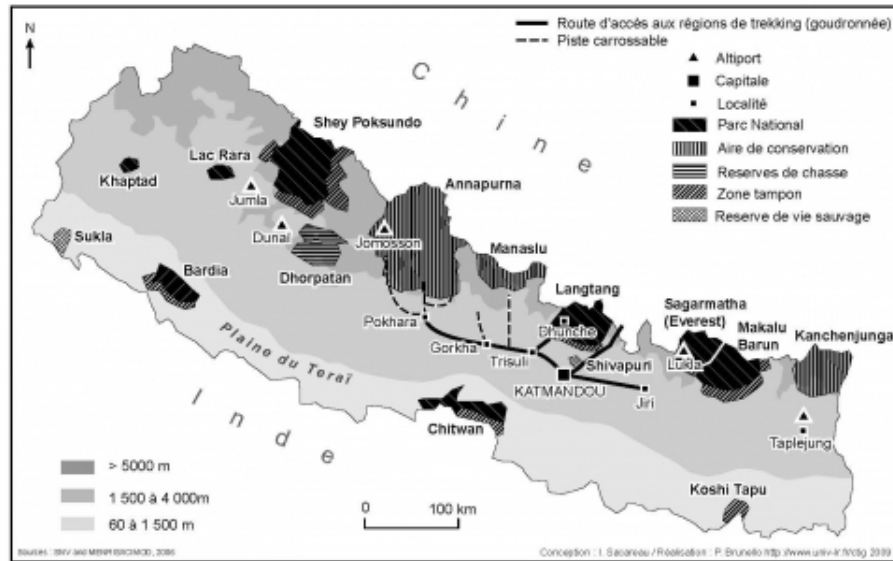 N
Route d'accés aux régions de trekking (goudronnée)
Piste carrossable
Altiport
Capitale
Localité
Parc National
Aire de conservation
Reserves de chasse
Zone tampon
Reserve de vie sauvage
Chine
Shey Poksundo
Lac Rara
Khaptad
Jumla
Annapurna
Sukla
Dunaï
Jomosson
Manaslu
Dhorpatan
Bardia
Langtang
Sagarmatha
(Everest)
Makalu
Barun
Kanchenjunga
Pokhara
Dhunche
Plaine du Teraï
Gorkha
Trisuli
Shivapuri
Lukla
KATMANDOU
Jiri
Inde
Chitwan
Taplejung
> 5000 m
1 500 à 4 000m
60 à 1 500 m
0 100 km
Koshi Tapu
Conception : I. Sacareau / Réalisation : P. Brunello